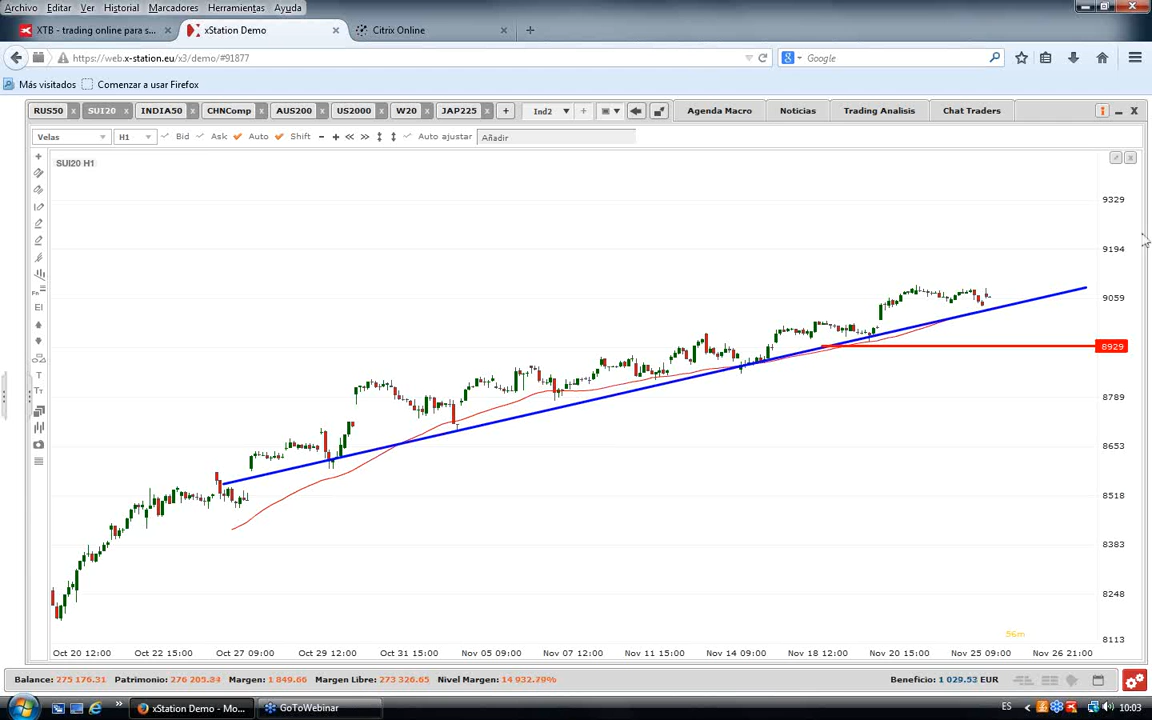 Archivo Editar Ver Historial Marcadores Herramientas Ayuda
XTB - trading online para s... xStation Demo Citrix Online
https://web.x-station.eu/x3/demo/#91877 Google
Más visitados Comenzar a usar Firefox
RUS50 SUI20 INDIA50 CHNComp AUS200 US2000 W20 JAP225 + Ind2 Agenda Macro Noticias Trading Analisis Chat Traders
Velas H1 Bid Ask Auto Shift Auto ajustar Añadir
SUI20 H1
9329
9194
9059
8929
8789
8653
8518
8383
8248
56m
8113
Oct 20 12:00 Oct 22 15:00 Oct 27 09:00 Oct 29 12:00 Oct 31 15:00 Nov 05 09:00 Nov 07 12:00 Nov 11 15:00 Nov 14 09:00 Nov 18 12:00 Nov 20 15:00 Nov 25 09:00 Nov 26 21:00
Balance: 275 176.31 Patrimonio: 276 205.84 Margen: 1 849.66 Margen Libre: 273 326.65 Nivel Margen: 14 932.79% Beneficio: 1 029.53 EUR
xStation Demo - Mo... GoToWebinar ES 10:03